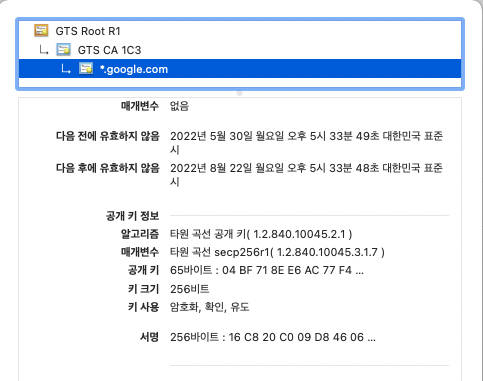 GTS Root R1
GTS CA 1C3
*.google.com
매개변수 없음
다음 전에 유효하지 않음 2022년 5월 30일 월요일 오후 5시 33분 49초 대한민국 표준
시
다음 후에 유효하지 않음 2022년 8월 22일 월요일 오후 5시 33분 48초 대한민국 표준
시
공개 키 정보
알고리즘 타원 곡선 공개 키( 1.2.840.10045.2.1 )
매개변수 타원 곡선 secp256r1( 1.2.840.10045.3.1.7 )
공개 키 65바이트 : 04 BF 71 8E E6 AC 77 F4 ...
키 크기 256비트
키 사용 암호화, 확인, 유도
서명 256바이트 : 16 C8 20 C0 09 D8 46 06 ...